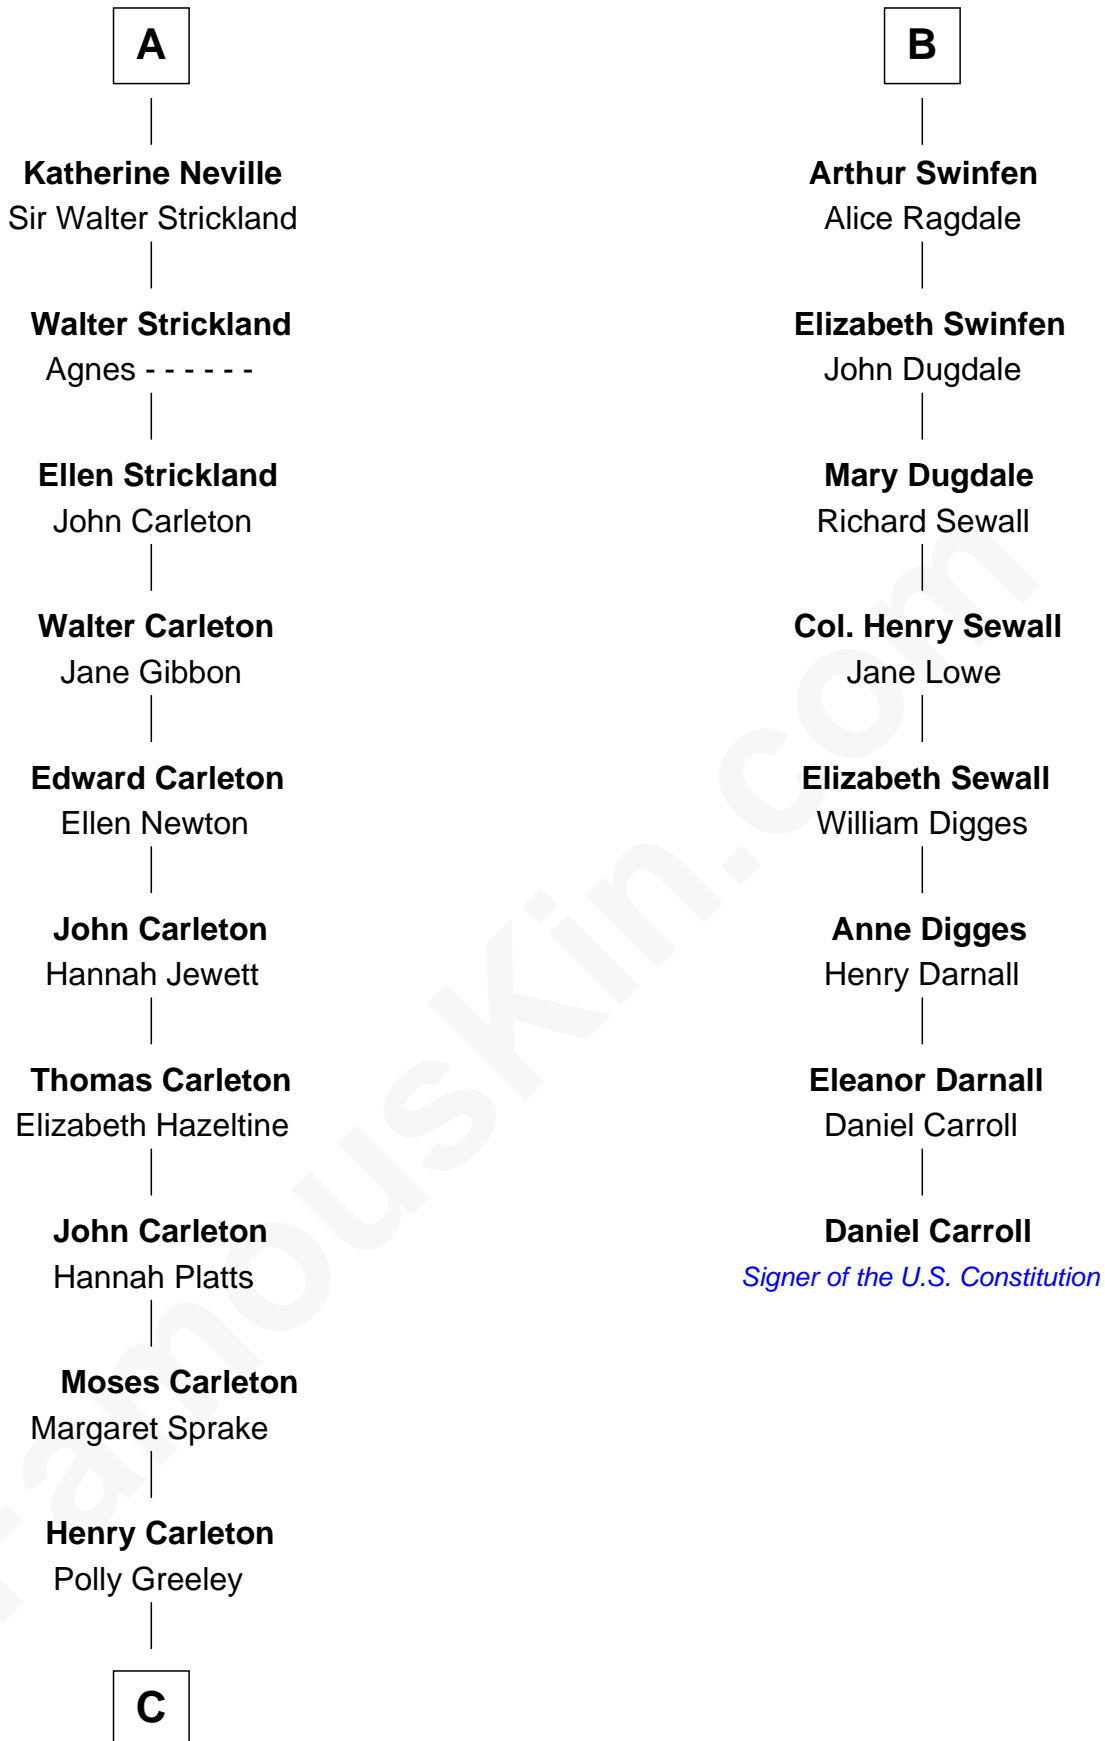 A
Katherine Neville
Sir Walter Strickland
Walter Strickland
Agnes - - - - - -
Ellen Strickland
John Carleton
Walter Carleton
Jane Gibbon
Edward Carleton
Ellen Newton
John Carleton
Hannah Jewett
Thomas Carleton
Elizabeth Hazeltine
John Carleton
Hannah Platts
Moses Carleton
Margaret Sprake
Henry Carleton
Polly Greeley
C
B
Arthur Swinfen
Alice Ragdale
Elizabeth Swinfen
John Dugdale
Mary Dugdale
Richard Sewall
Col. Henry Sewall
Jane Lowe
Elizabeth Sewall
William Digges
Anne Digges
Henry Darnall
Eleanor Darnall
Daniel Carroll
Daniel Carroll
Signer of the U.S. Constitution
FamousKin.com